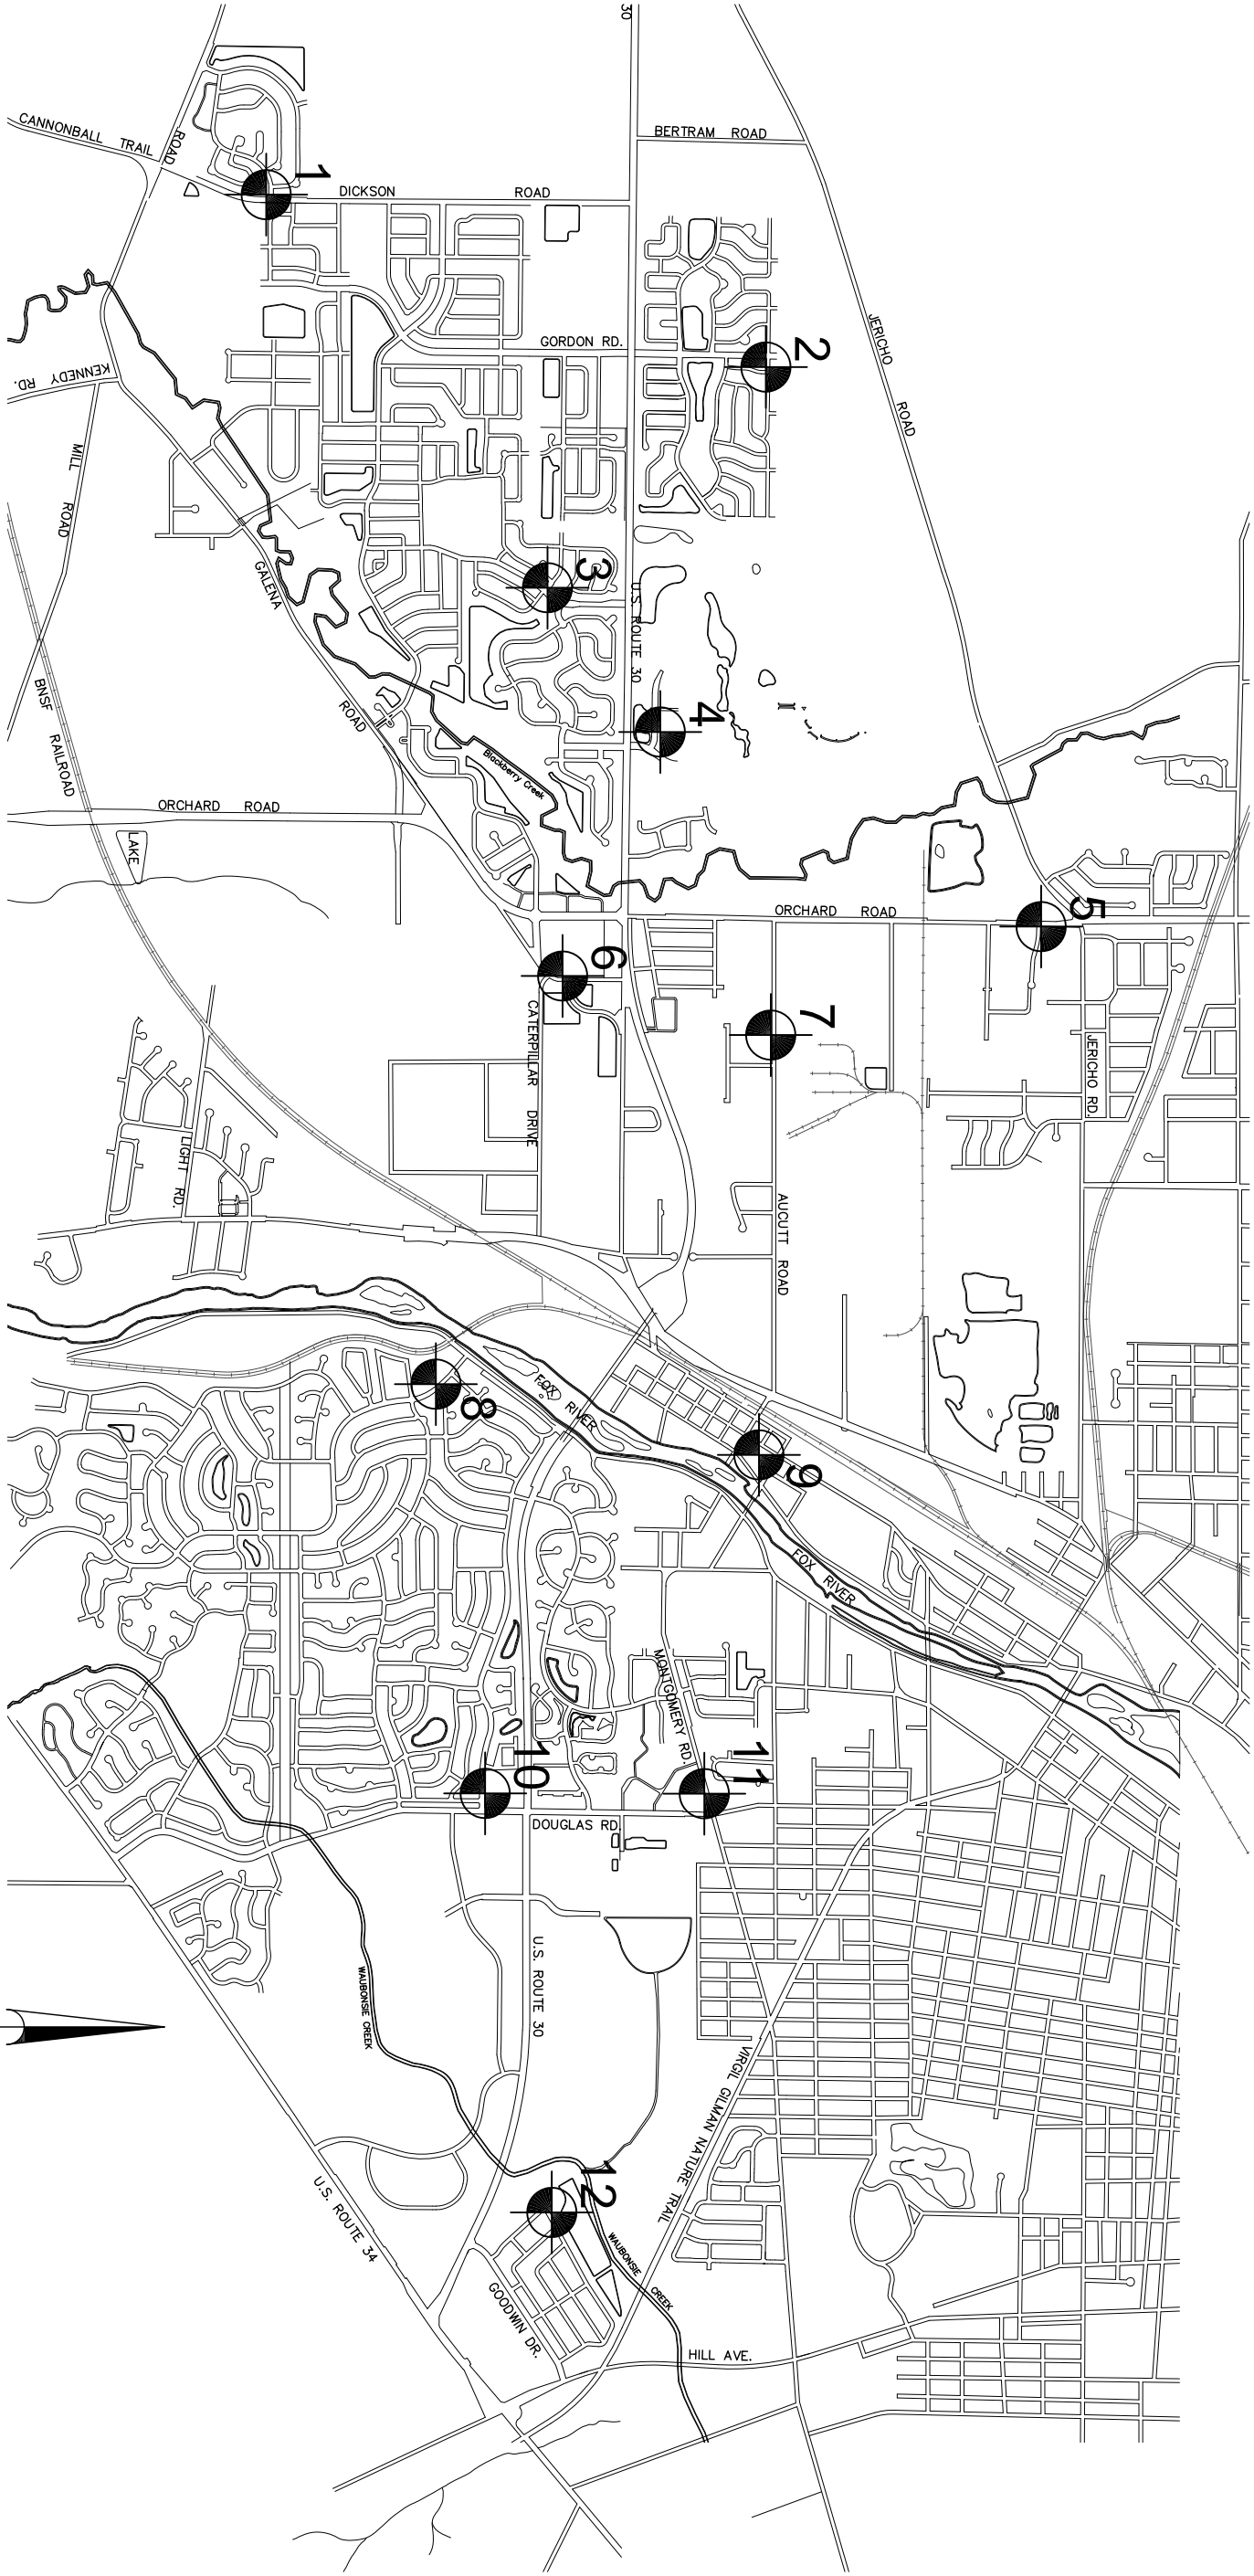 30
CANNONBALL TRAIL
ROAD
BERTRAM ROAD
1
DICKSON ROAD
JERICHO ROAD
GORDON RD.
2
KENNEDY RD.
MILL ROAD
GALENA ROAD
3
U.S. ROUTE 30
4
BNSF RAILROAD
Blackberry Creek
ORCHARD ROAD
LAKE
ORCHARD ROAD
5
6
7
CATERPILLAR DRIVE
JERICHO RD.
LIGHT RD.
AUCUTT ROAD
8
FOX RIVER
9
FOX RIVER
MONTGOMERY RD.
10
11
DOUGLAS RD.
U.S. ROUTE 30
WAUBONSIE CREEK
VIRGIL GILMAN NATURE TRAIL
12
U.S. ROUTE 34
WAUBONSIE CREEK
GOODWIN DR.
HILL AVE.